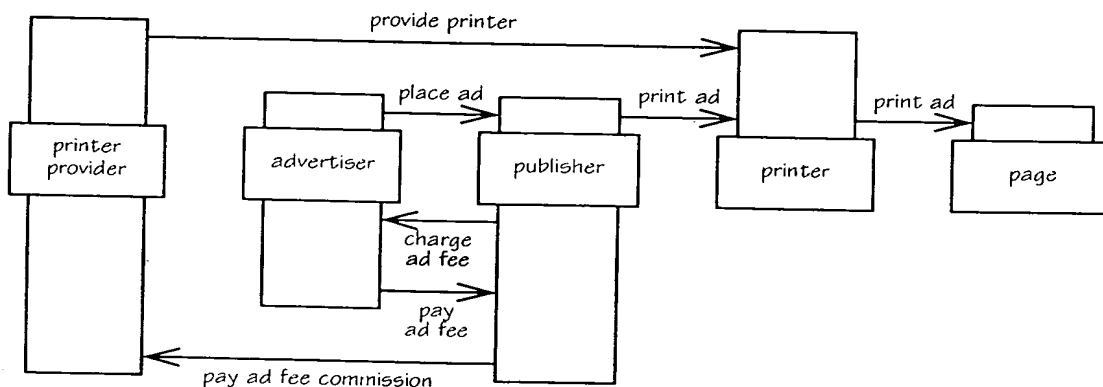 provide printer
place ad
print ad
print ad
printer
provider
advertiser
publisher
printer
page
charge
ad fee
pay
ad fee
pay ad fee commission